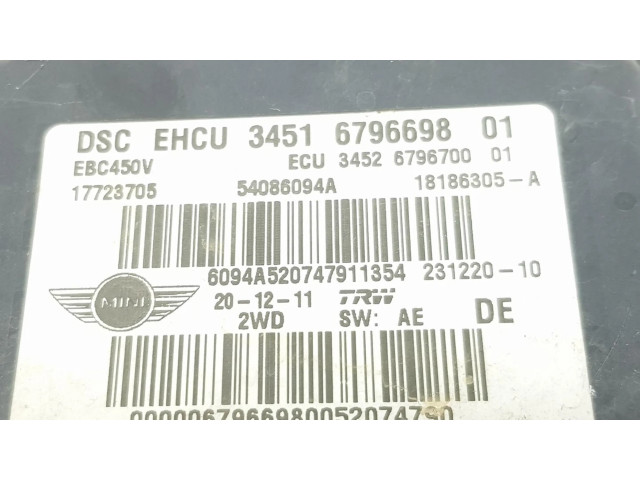 DSC EHCU 3451 6796698 01
EBC450V ECU 3452 6796700 01
17723705 54086094A 18186305-A
6094A520747911354 231220-10
MINI 20-12-11 TRW
2WD SW: AE DE